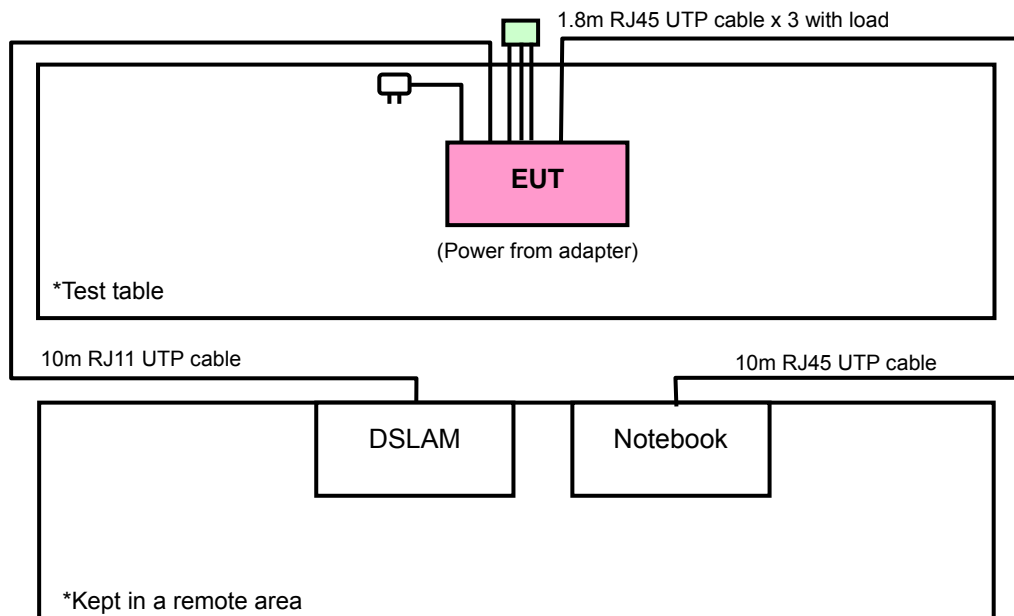 1.8m RJ45 UTP cable x 3 with load
EUT
(Power from adapter)
*Test table
10m RJ11 UTP cable
10m RJ45 UTP cable
DSLAM
Notebook
*Kept in a remote area